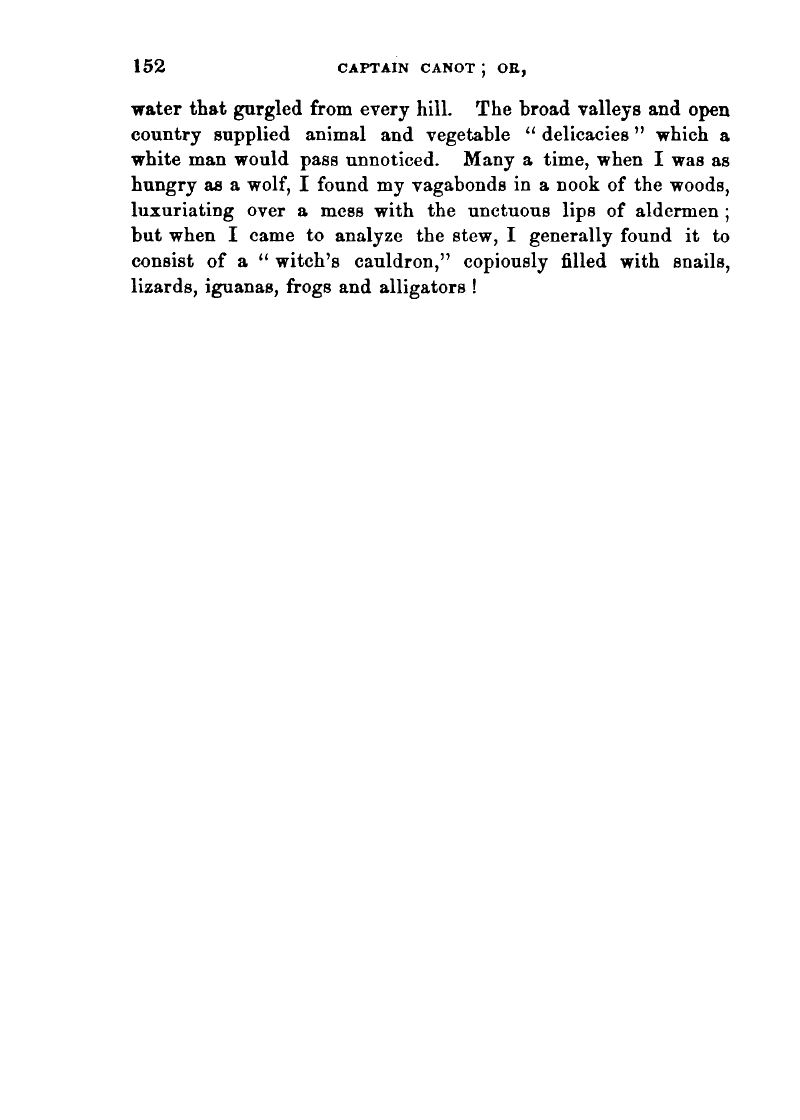 152 CAPTAIN CANOT ; OR,
water that gurgled from every hill. The broad valleys and open
country supplied animal and vegetable “ delicacies ” which a
white man would pass unnoticed. Many a time, when I was as
hungry as a wolf, I found my vagabonds in a nook of the woods,
luxuriating over a mess with the unctuous lips of aldermen ;
but when I came to analyze the stew, I generally found it to
consist of a “ witch’s cauldron,” copiously filled with snails,
lizards, iguanas, frogs and alligators !